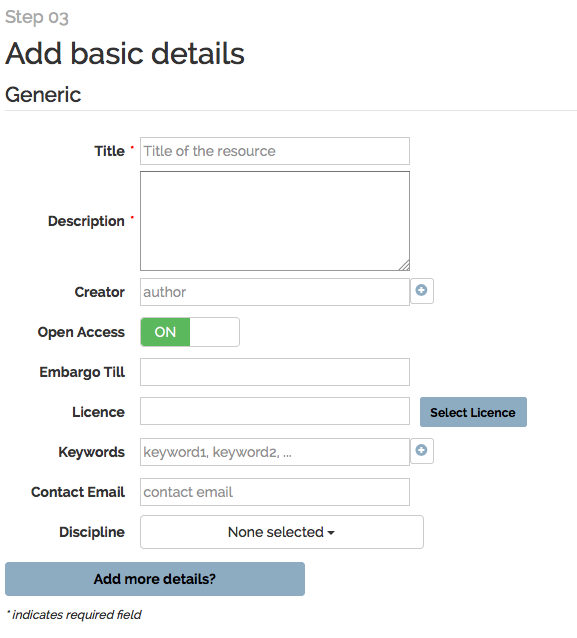 Step 03
Add basic details
Generic
Title * Title of the resource
Description *
Creator author
Open Access ON
Embargo Till
Licence Select Licence
Keywords keyword1, keyword2, ...
Contact Email contact email
Discipline None selected
Add more details?
* indicates required field